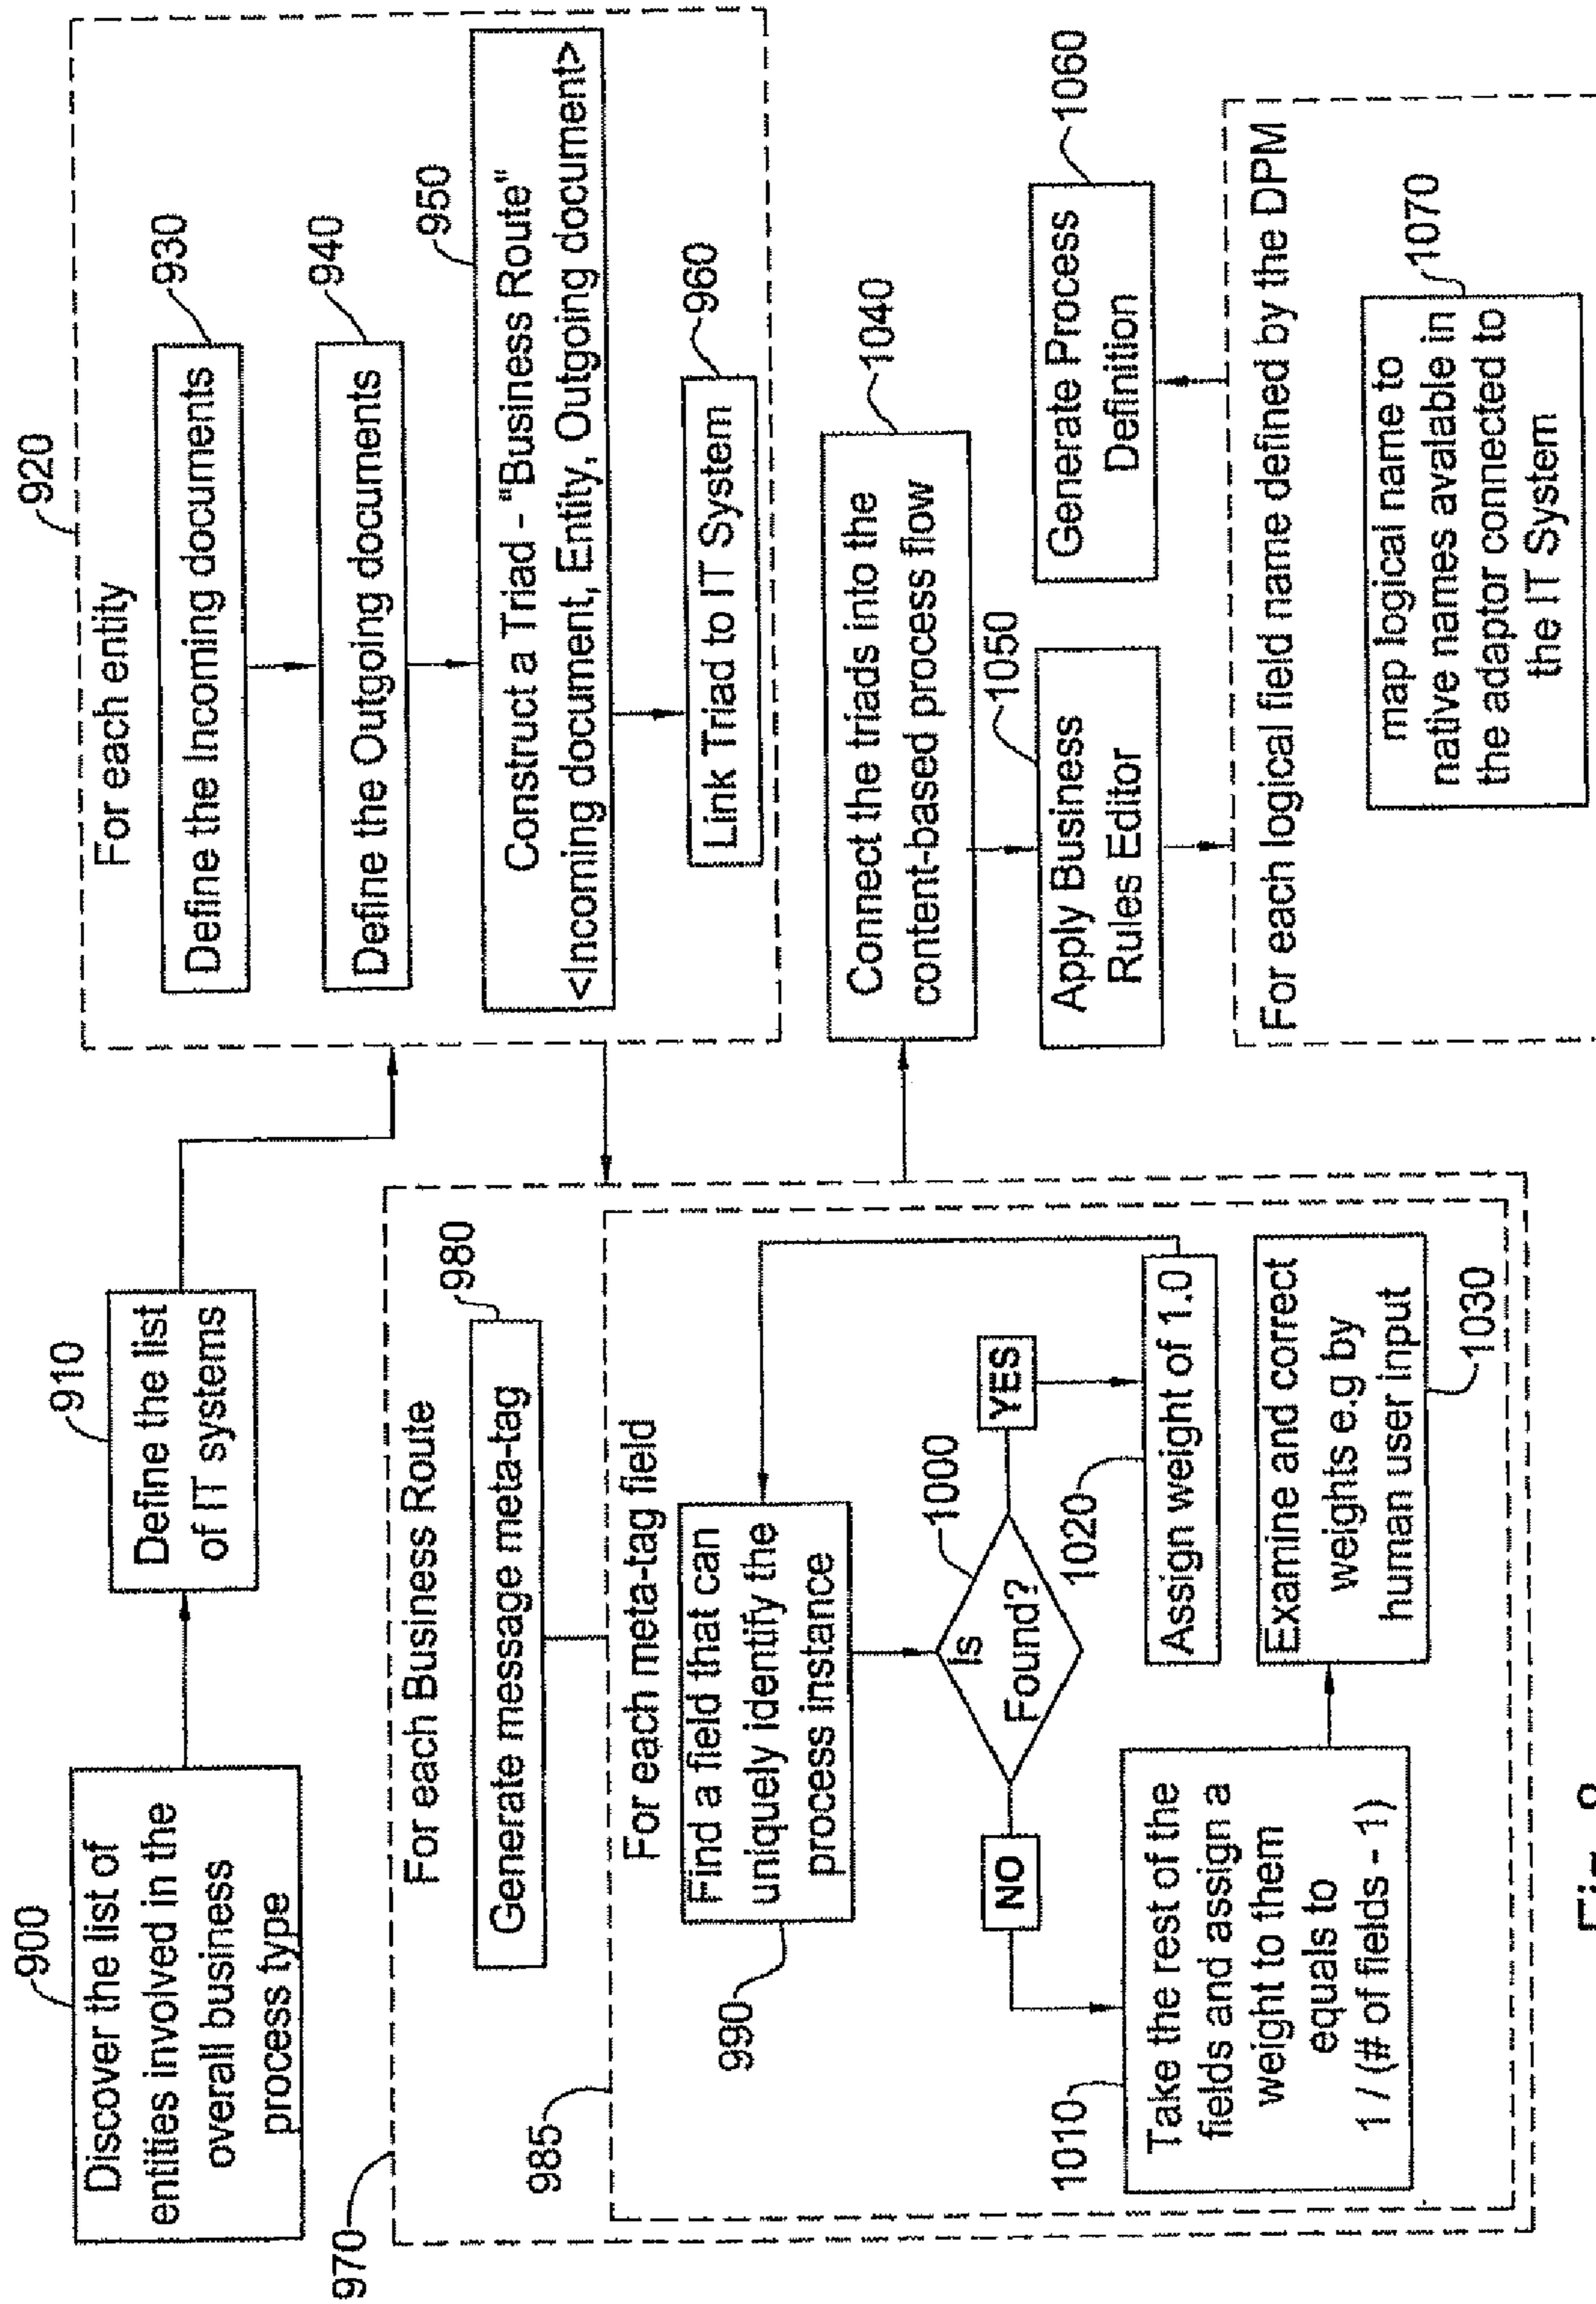 900
Discover the list of
entities involved in the
overall business
process type
910
Define the list
of IT systems
920
For each entity
930
Define the Incoming documents
940
Define the Outgoing documents
950
Construct a Triad - "Business Route"
<Incoming document, Entity, Outgoing document>
960
Link Triad to IT System
970
For each Business Route
980
Generate message meta-tag
985
For each meta-tag field
990
Find a field that can
uniquely identify the
process instance
1000
Is
Found?
YES
NO
1010
Take the rest of the
fields and assign a
weight to them
equals to
1 / (# of fields - 1)
1020
Assign weight of 1.0
Examine and correct
weights e.g by
human user input
1030
1040
Connect the triads into the
content-based process flow
1050
Apply Business
Rules Editor
1060
Generate Process
Definition
For each logical field name defined by the DPM
1070
map logical name to
native names avalable in
the adaptor connected to
the IT System